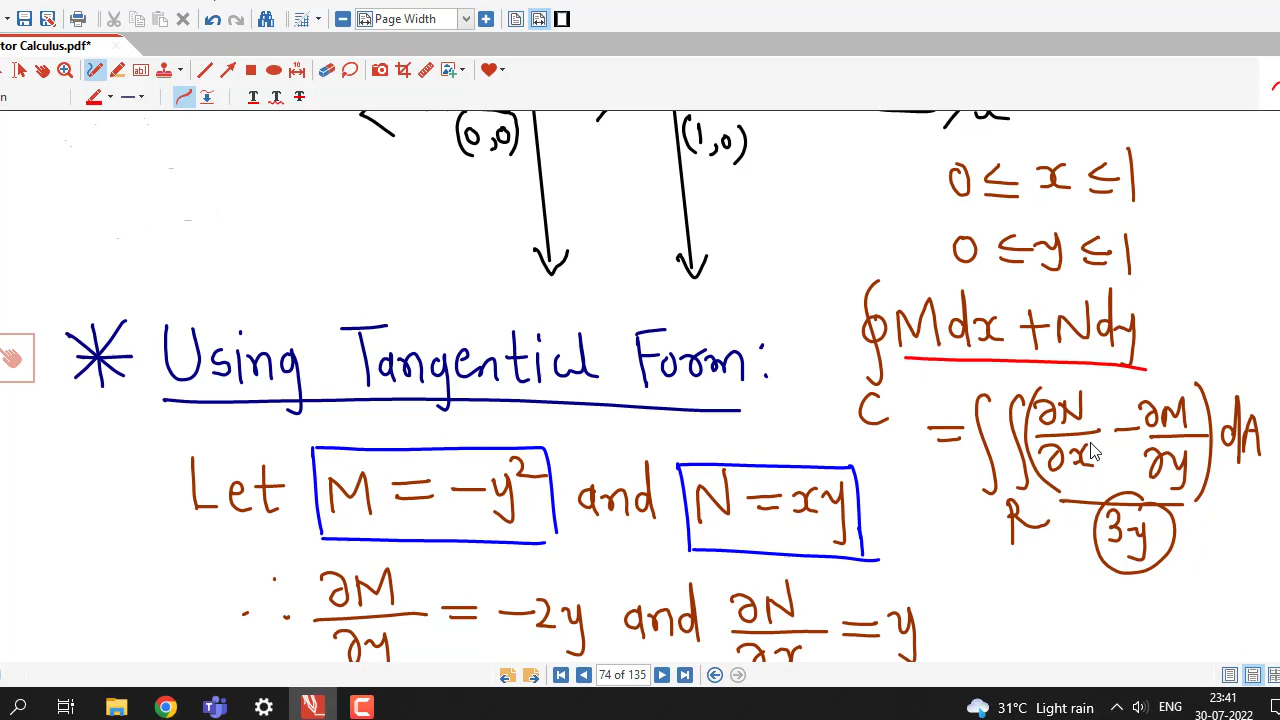 Page Width
tor Calculus.pdf*
(0,0)
(1,0)
x
0 ≤ x ≤ 1
0 ≤ y ≤ 1
∮ Mdx + Ndy
C
= ∫∫ (∂N/∂x - ∂M/∂y) dA
R
3y
* Using Tangential Form:
Let M = -y² and N = xy
∴ ∂M/∂y = -2y and ∂N/∂x = y
74 of 135
31°C Light rain
ENG
23:41
30-07-2022